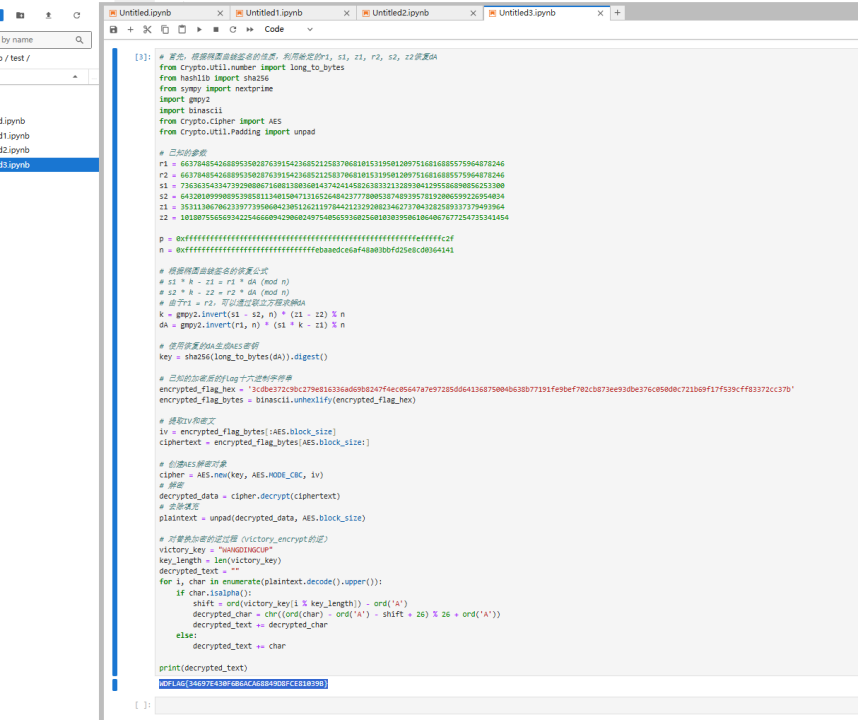 Untitled.ipynb
Untitled1.ipynb
Untitled2.ipynb
Untitled3.ipynb
Code
by name
/ test /
d.ipynb
d1.ipynb
d2.ipynb
d3.ipynb
[3]:
# 首先，根据椭圆曲线签名的性质，利用给定的r1, s1, z1, r2, s2, z2恢复dA
from Crypto.Util.number import long_to_bytes
from hashlib import sha256
from sympy import nextprime
import gmpy2
import binascii
from Crypto.Cipher import AES
from Crypto.Util.Padding import unpad
# 已知的参数
r1 =
r2 =
s1 =
s2 =
z1 =
z2 =
p =
n =
# 根据椭圆曲线签名的恢复公式
# s1 * k - z1 = r1 * dA (mod n)
# s2 * k - z2 = r2 * dA (mod n)
# 由于r1 = r2，可以通过联立方程求解dA
k = gmpy2.invert(s1 - s2, n) * (z1 - z2) % n
dA = gmpy2.invert(r1, n) * (s1 * k - z1) % n
# 使用恢复的dA生成AES密钥
key = sha256(long_to_bytes(dA)).digest()
# 已知的加密后的flag十六进制字符串
encrypted_flag_hex =
encrypted_flag_bytes = binascii.unhexlify(encrypted_flag_hex)
# 提取IV和密文
iv = encrypted_flag_bytes[:AES.block_size]
ciphertext = encrypted_flag_bytes[AES.block_size:]
# 创建AES解密对象
cipher = AES.new(key, AES.MODE_CBC, iv)
# 解密
decrypted_data = cipher.decrypt(ciphertext)
# 去除填充
plaintext = unpad(decrypted_data, AES.block_size)
# 对替换加密的逆过程（victory_encrypt的逆）
victory_key = "WANGDINGCUP"
key_length = len(victory_key)
decrypted_text = ""
for i, char in enumerate(plaintext.decode().upper()):
if char.isalpha():
shift = ord(victory_key[i % key_length]) - ord('A')
decrypted_char = chr((ord(char) - ord('A') - shift + 26) % 26 + ord('A'))
decrypted_text += decrypted_char
else:
decrypted_text += char
print(decrypted_text)
WDFLAG{34697E430F6B6ACA68849D8FCE81039B}
[ ]: